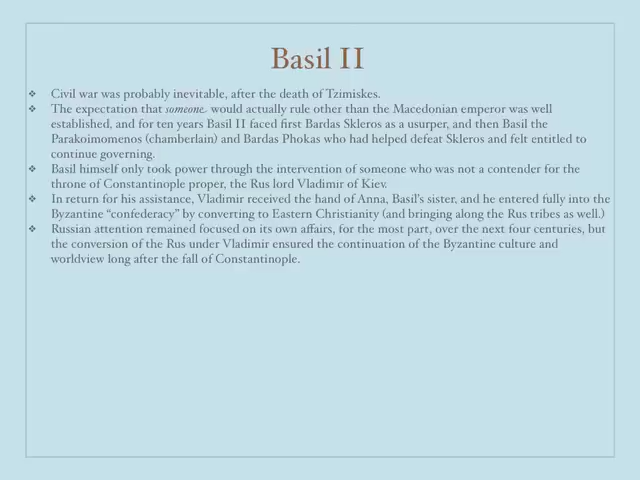 Basil II
❖ Civil war was probably inevitable, after the death of Tzimiskes.
❖ The expectation that someone would actually rule other than the Macedonian emperor was well
established, and for ten years Basil II faced first Bardas Skleros as a usurper, and then Basil the
Parakoimomenos (chamberlain) and Bardas Phokas who had helped defeat Skleros and felt entitled to
continue governing.
❖ Basil himself only took power through the intervention of someone who was not a contender for the
throne of Constantinople proper, the Rus lord Vladimir of Kiev.
❖ In return for his assistance, Vladimir received the hand of Anna, Basil's sister, and he entered fully into the
Byzantine “confederacy” by converting to Eastern Christianity (and bringing along the Rus tribes as well.)
❖ Russian attention remained focused on its own affairs, for the most part, over the next four centuries, but
the conversion of the Rus under Vladimir ensured the continuation of the Byzantine culture and
worldview long after the fall of Constantinople.